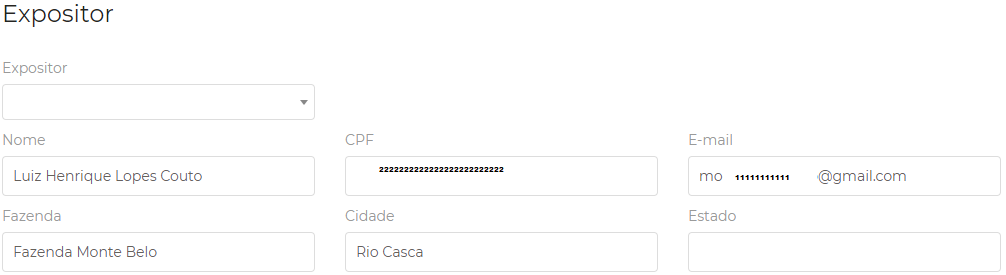 Expositor
Expositor
Nome CPF E-mail
Luiz Henrique Lopes Couto 2222222222222222222222222 mo 11111111111 @gmail.com
Fazenda Cidade Estado
Fazenda Monte Belo Rio Casca